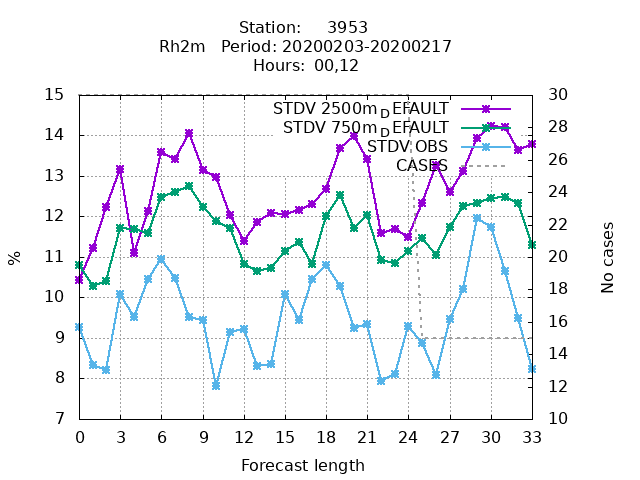 Station: 3953
Rh2m Period: 20200203-20200217
Hours: 00,12
STDV 2500m_DEFAULT
STDV 750m_DEFAULT
STDV OBS
CASES
15
14
13
12
11
10
9
8
7
30
28
26
24
22
20
18
16
14
12
10
%
No cases
0 3 6 9 12 15 18 21 24 27 30 33
Forecast length